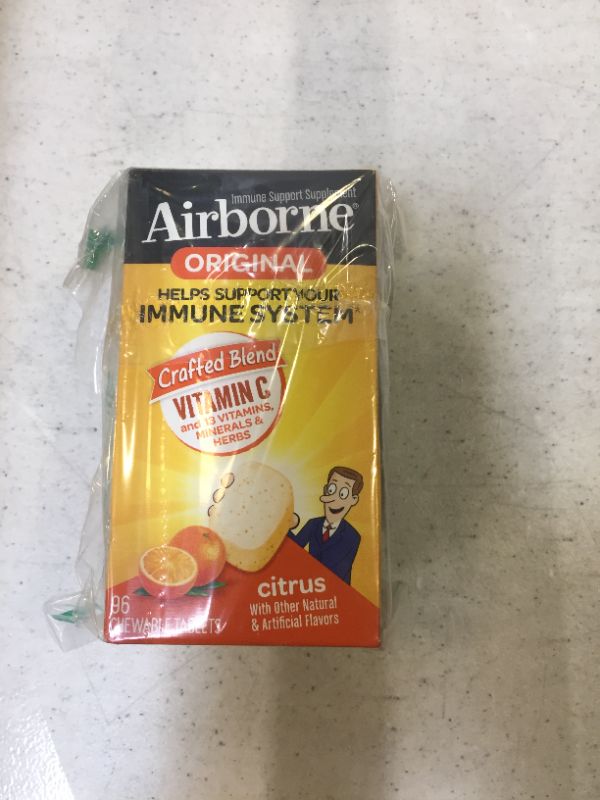 Immune Support Supplement
Airborne®
ORIGINAL
HELPS SUPPORT YOUR
IMMUNE SYSTEM*
Crafted Blend
VITAMIN C
and 13 VITAMINS,
MINERALS &
HERBS
citrus
With Other Natural
& Artificial Flavors
96
CHEWABLE TABLETS